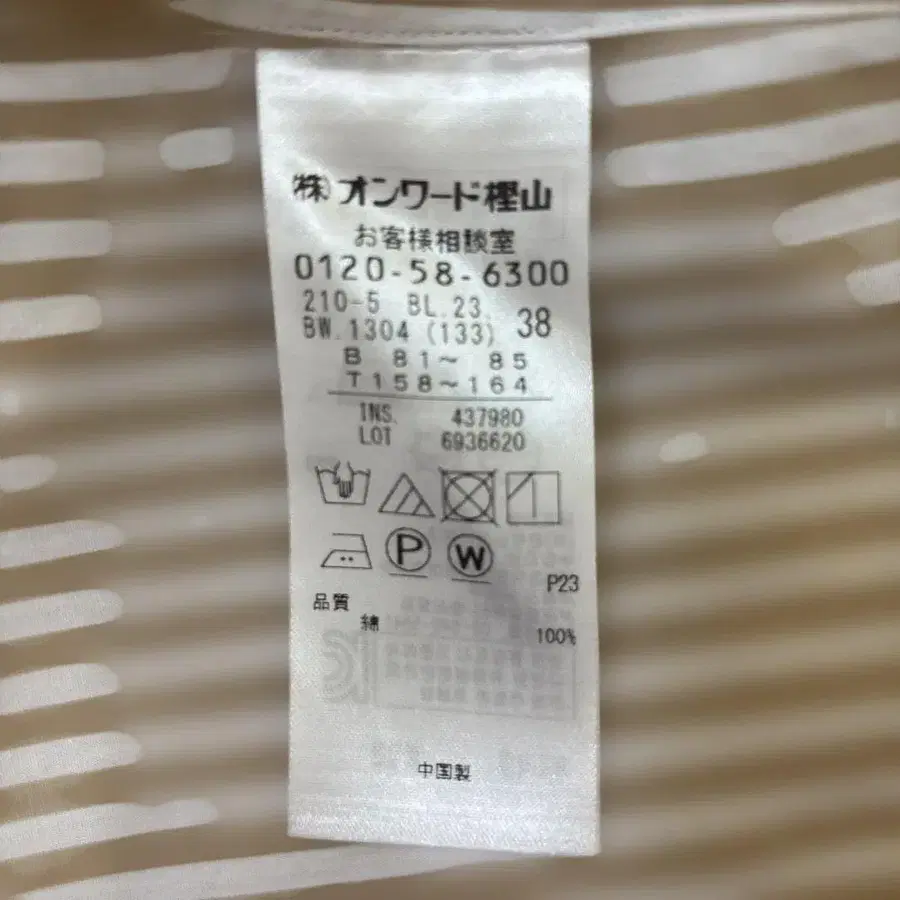 ㈱オンワード樫山
お客様相談室
0120-58-6300
210-5 BL.23.
BW.1304 (133) 38
B 81～ 85
T158～164
INS. 437980
LOT 6936620
P
W
P23
品質
綿 100%
中国製